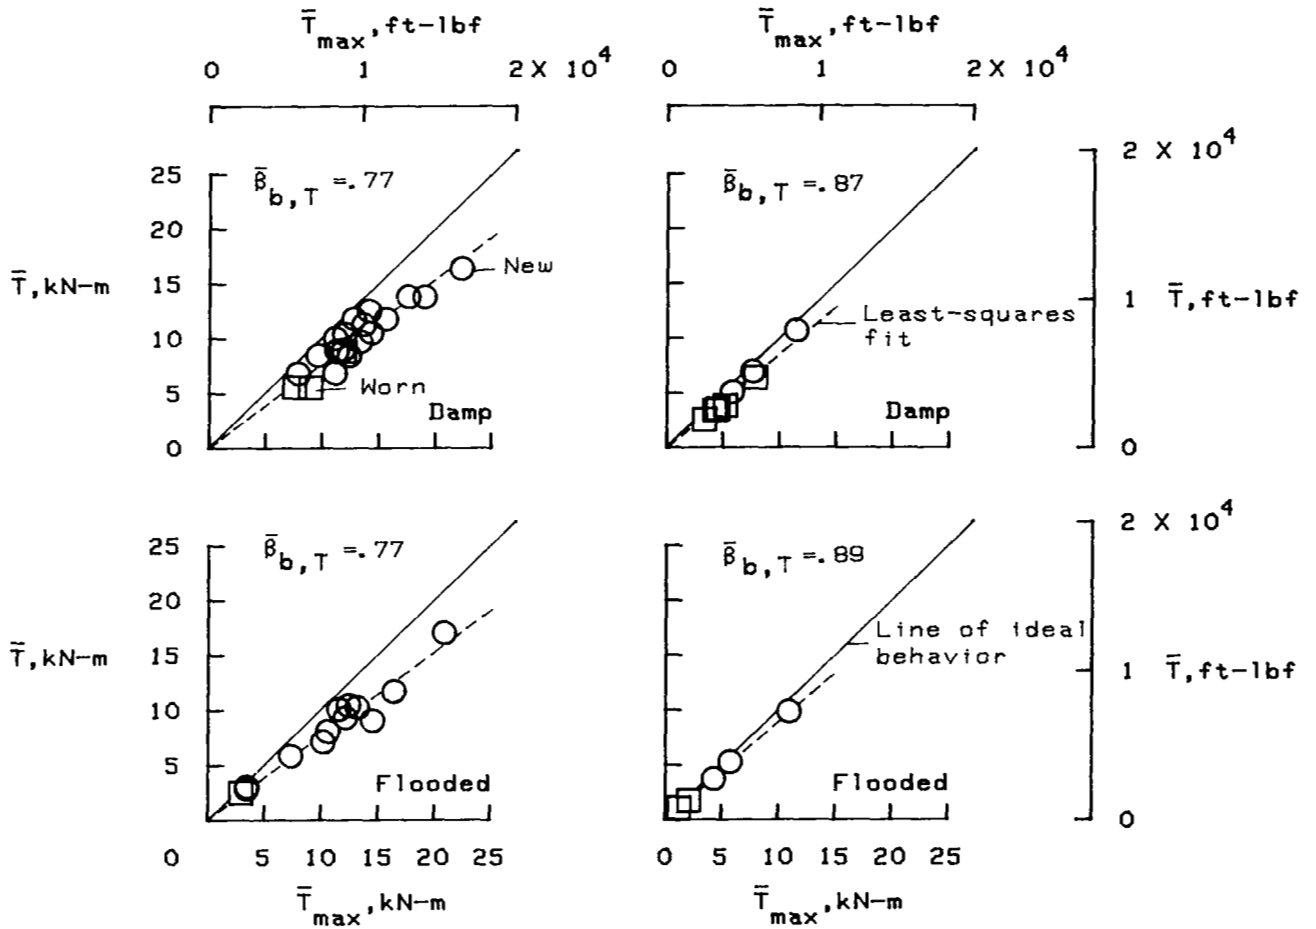 T̿max, ft-lbf T̿max, ft-lbf
0 1 2 X 10⁴ 0 1 2 X 10⁴
β̿b,T =.77 β̿b,T =.87 2 X 10⁴
25
20
T̿, kN-m 15 New Least-squares fit 1 T̿, ft-lbf
10
5 Worn
0 Damp Damp 0
β̿b,T =.77 β̿b,T =.89 2 X 10⁴
25
20
T̿, kN-m 15 Line of ideal behavior 1 T̿, ft-lbf
10
5
Flooded Flooded 0
0 5 10 15 20 25 0 5 10 15 20 25
T̿max, kN-m T̿max, kN-m